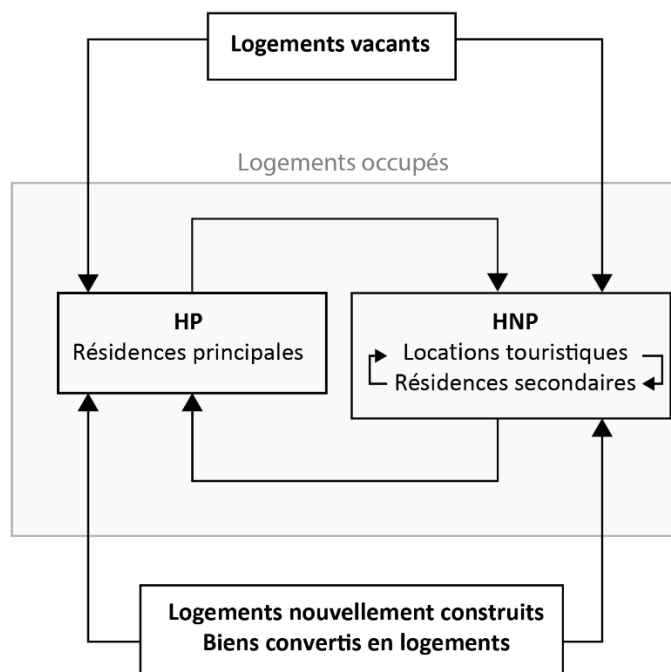 Logements vacants
Logements occupés
HP
Résidences principales
HNP
Locations touristiques
Résidences secondaires
Logements nouvellement construits
Biens convertis en logements